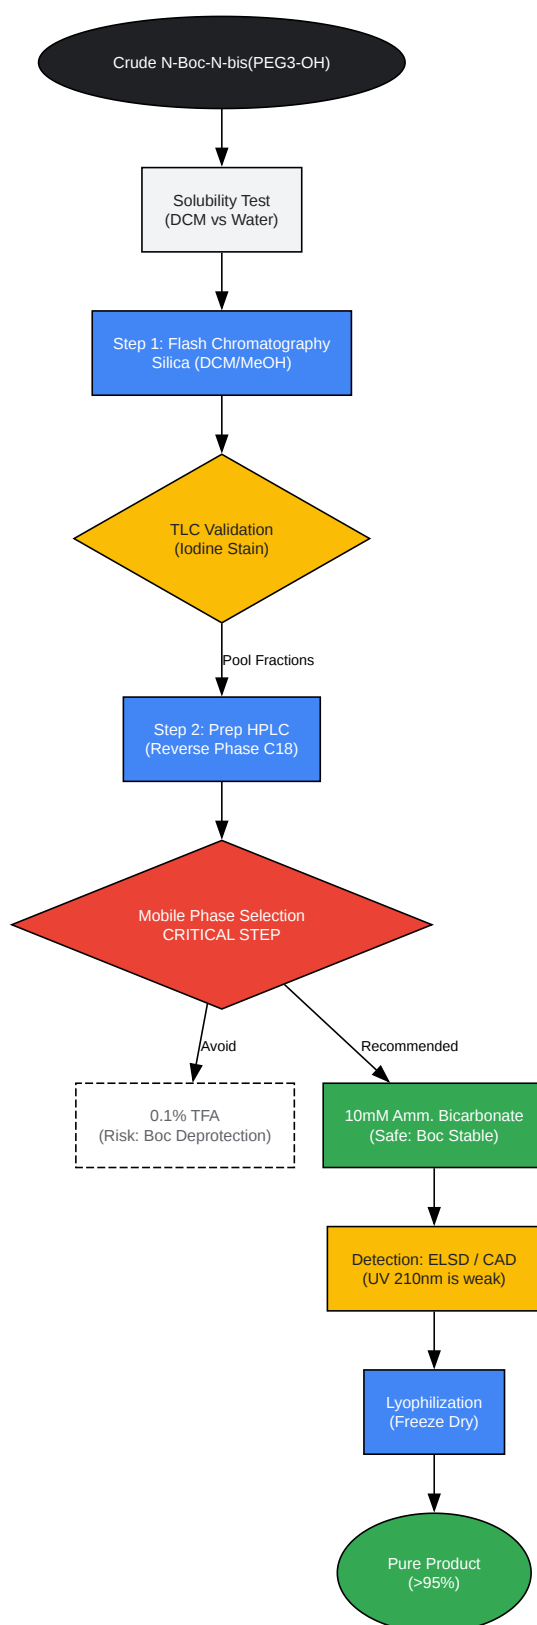 Crude N-Boc-N-bis(PEG3-OH)
Solubility Test
(DCM vs Water)
Step 1: Flash Chromatography
Silica (DCM/MeOH)
TLC Validation
(Iodine Stain)
Pool Fractions
Step 2: Prep HPLC
(Reverse Phase C18)
Mobile Phase Selection
CRITICAL STEP
Avoid
Recommended
0.1% TFA
(Risk: Boc Deprotection)
10mM Amm. Bicarbonate
(Safe: Boc Stable)
Detection: ELSD / CAD
(UV 210nm is weak)
Lyophilization
(Freeze Dry)
Pure Product
(>95%)